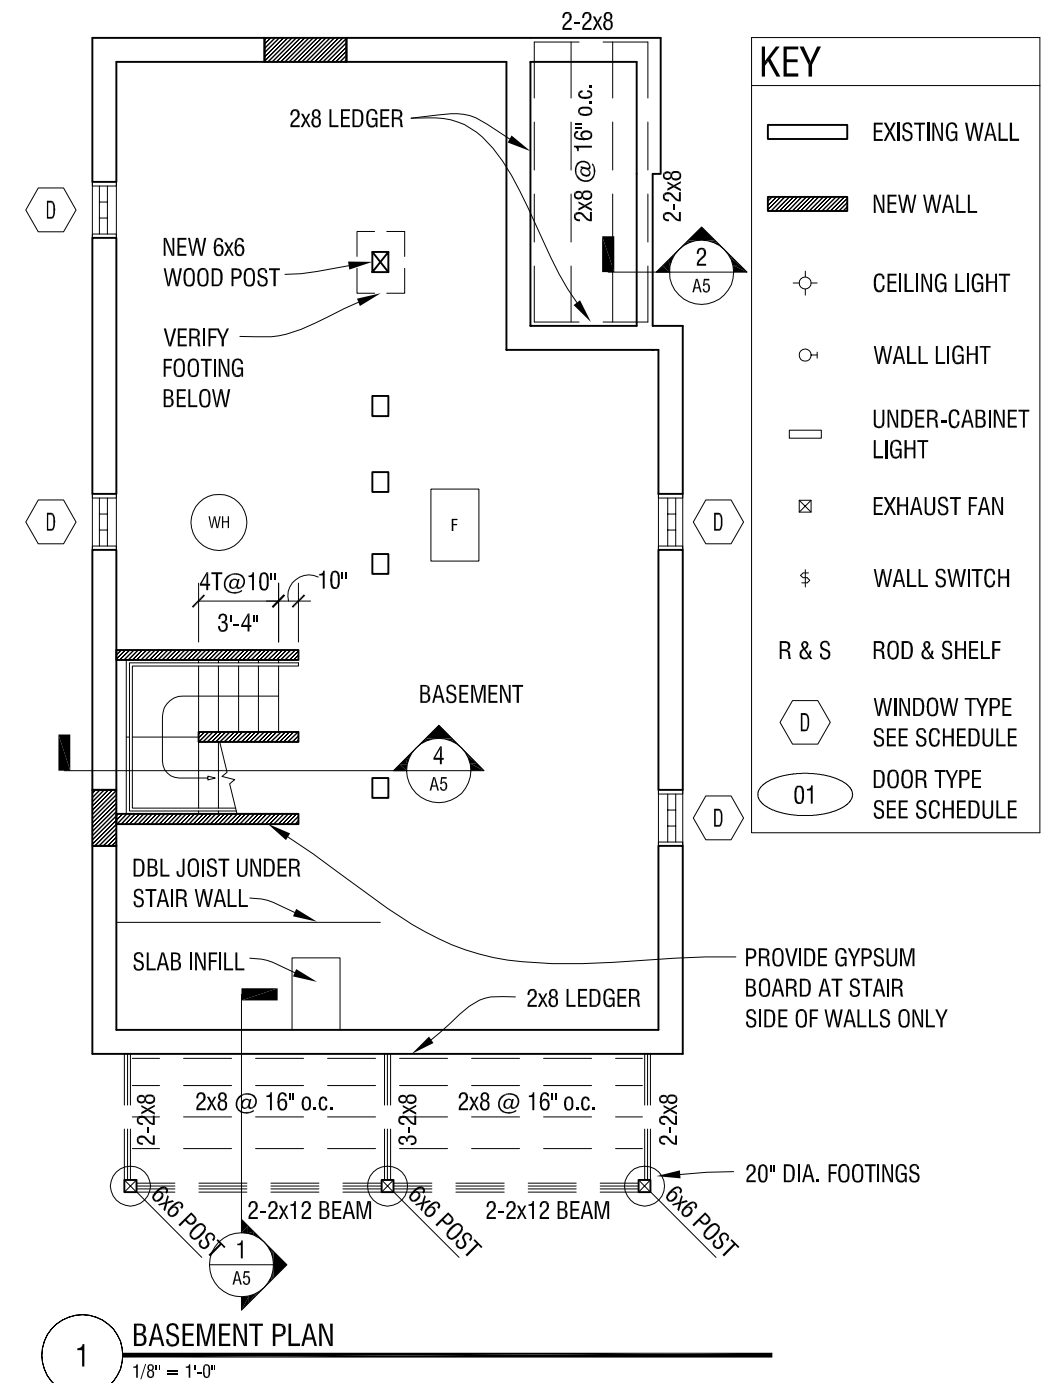 2-2x8
2x8 LEDGER
2x8 @ 16" o.c.
2-2x8
D
NEW 6x6
WOOD POST
2
A5
VERIFY
FOOTING
BELOW
D
WH
F
D
4T@10"
10"
3'-4"
BASEMENT
4
A5
D
DBL JOIST UNDER
STAIR WALL
SLAB INFILL
2x8 LEDGER
PROVIDE GYPSUM
BOARD AT STAIR
SIDE OF WALLS ONLY
2-2x8
2x8 @ 16" o.c.
3-2x8
2x8 @ 16" o.c.
2-2x8
20" DIA. FOOTINGS
6x6 POST
2-2x12 BEAM
6x6 POST
2-2x12 BEAM
6x6 POST
1
A5
1
BASEMENT PLAN
1/8" = 1'-0"
KEY
EXISTING WALL
NEW WALL
CEILING LIGHT
WALL LIGHT
UNDER-CABINET
LIGHT
EXHAUST FAN
$ WALL SWITCH
R & S ROD & SHELF
D
WINDOW TYPE
SEE SCHEDULE
01
DOOR TYPE
SEE SCHEDULE